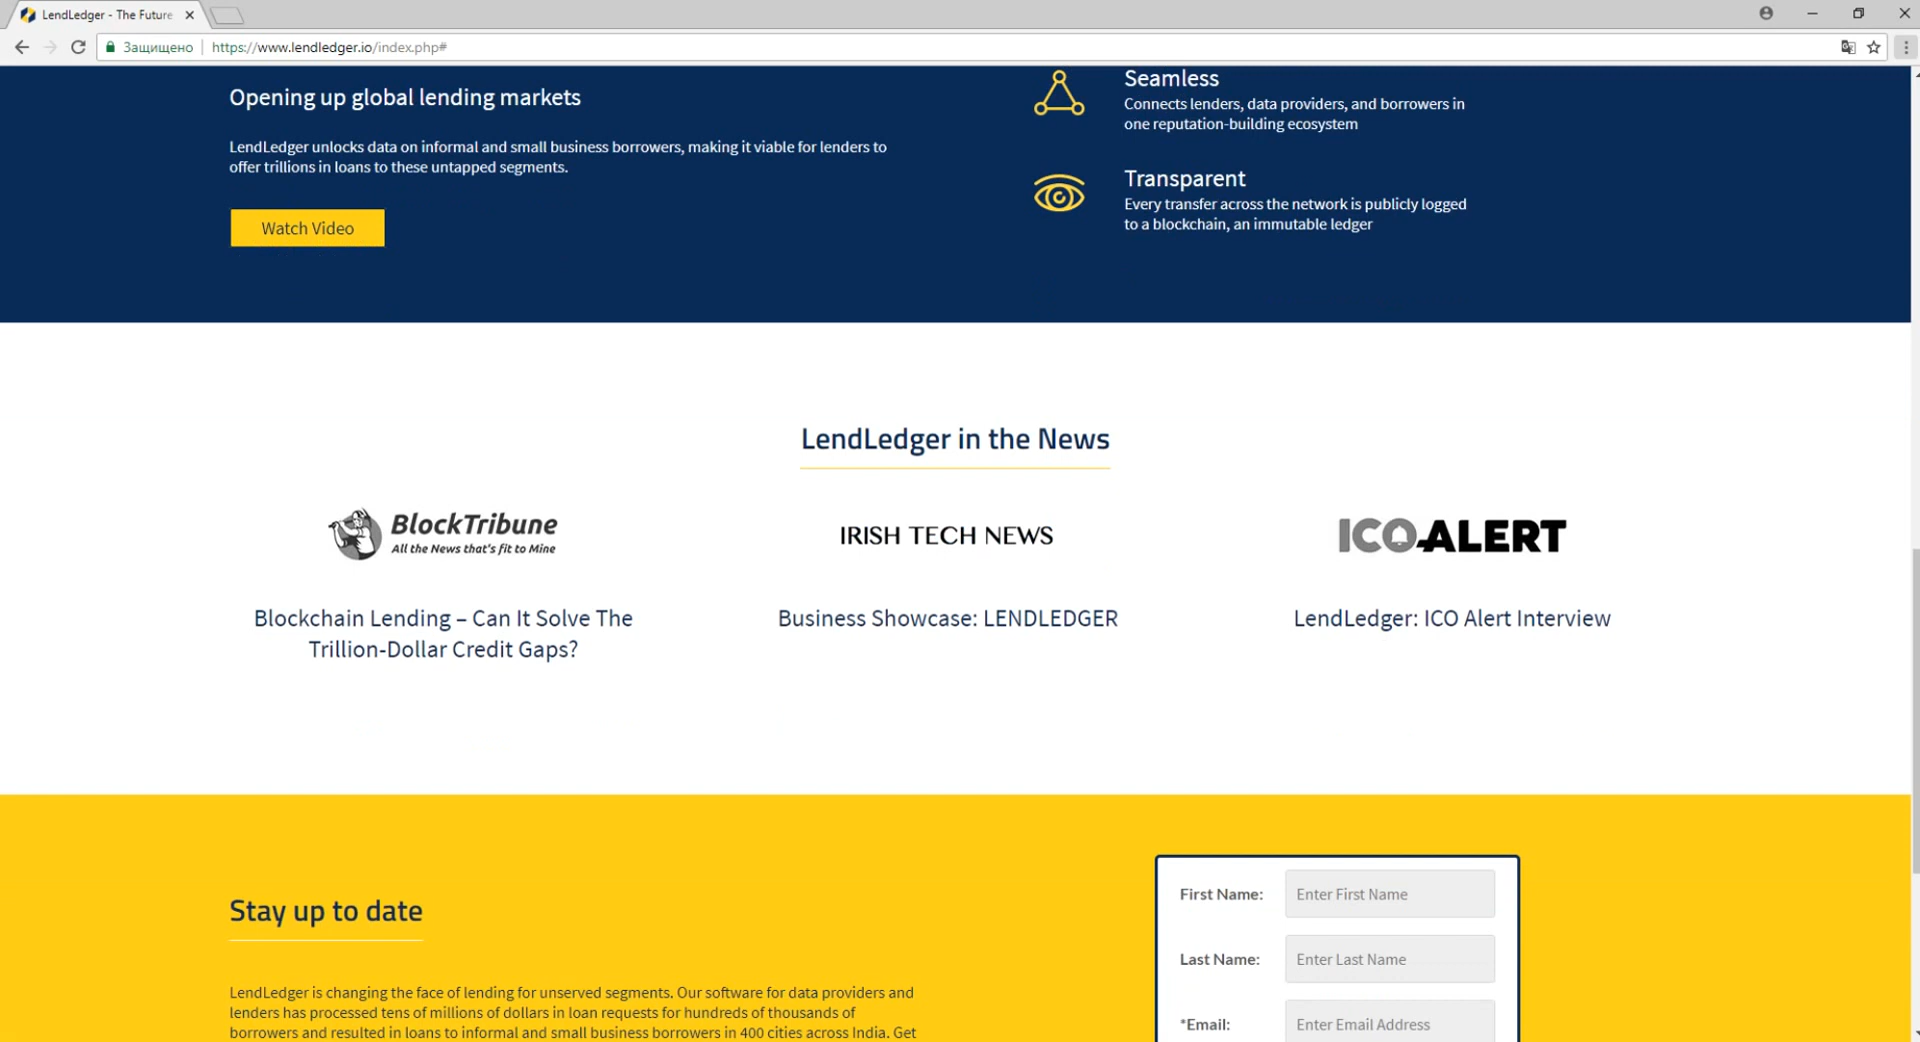 LendLedger - The Future
Защищено
https://www.lendledger.io/index.php#
Opening up global lending markets
LendLedger unlocks data on informal and small business borrowers, making it viable for lenders to
offer trillions in loans to these untapped segments.
Watch Video
Seamless
Connects lenders, data providers, and borrowers in
one reputation-building ecosystem
Transparent
Every transfer across the network is publicly logged
to a blockchain, an immutable ledger
LendLedger in the News
BlockTribune
All the News that's fit to Mine
Blockchain Lending – Can It Solve The
Trillion-Dollar Credit Gaps?
IRISH TECH NEWS
Business Showcase: LENDLEDGER
ICO ALERT
LendLedger: ICO Alert Interview
Stay up to date
LendLedger is changing the face of lending for unserved segments. Our software for data providers and
lenders has processed tens of millions of dollars in loan requests for hundreds of thousands of
borrowers and resulted in loans to informal and small business borrowers in 400 cities across India. Get
First Name: Enter First Name
Last Name: Enter Last Name
*Email: Enter Email Address